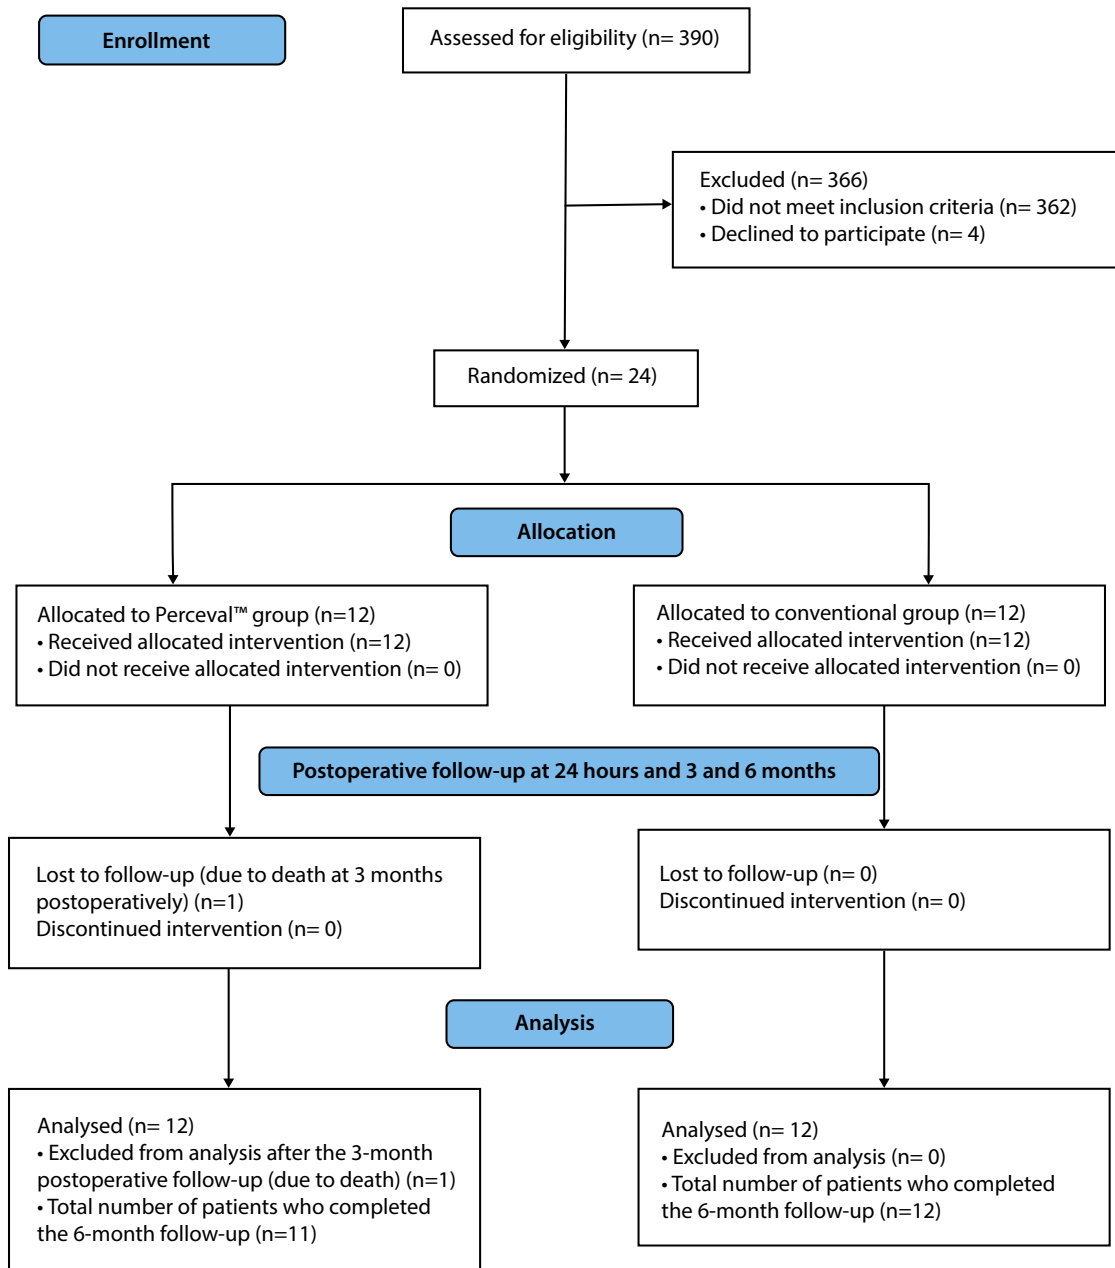 Enrollment
Assessed for eligibility (n= 390)
Excluded (n= 366)
• Did not meet inclusion criteria (n= 362)
• Declined to participate (n= 4)
Randomized (n= 24)
Allocation
Allocated to Perceval™ group (n=12)
• Received allocated intervention (n=12)
• Did not receive allocated intervention (n= 0)
Allocated to conventional group (n=12)
• Received allocated intervention (n=12)
• Did not receive allocated intervention (n= 0)
Postoperative follow-up at 24 hours and 3 and 6 months
Lost to follow-up (due to death at 3 months
postoperatively) (n=1)
Discontinued intervention (n= 0)
Lost to follow-up (n= 0)
Discontinued intervention (n= 0)
Analysis
Analysed (n= 12)
• Excluded from analysis after the 3-month
postoperative follow-up (due to death) (n=1)
• Total number of patients who completed
the 6-month follow-up (n=11)
Analysed (n= 12)
• Excluded from analysis (n= 0)
• Total number of patients who completed
the 6-month follow-up (n=12)